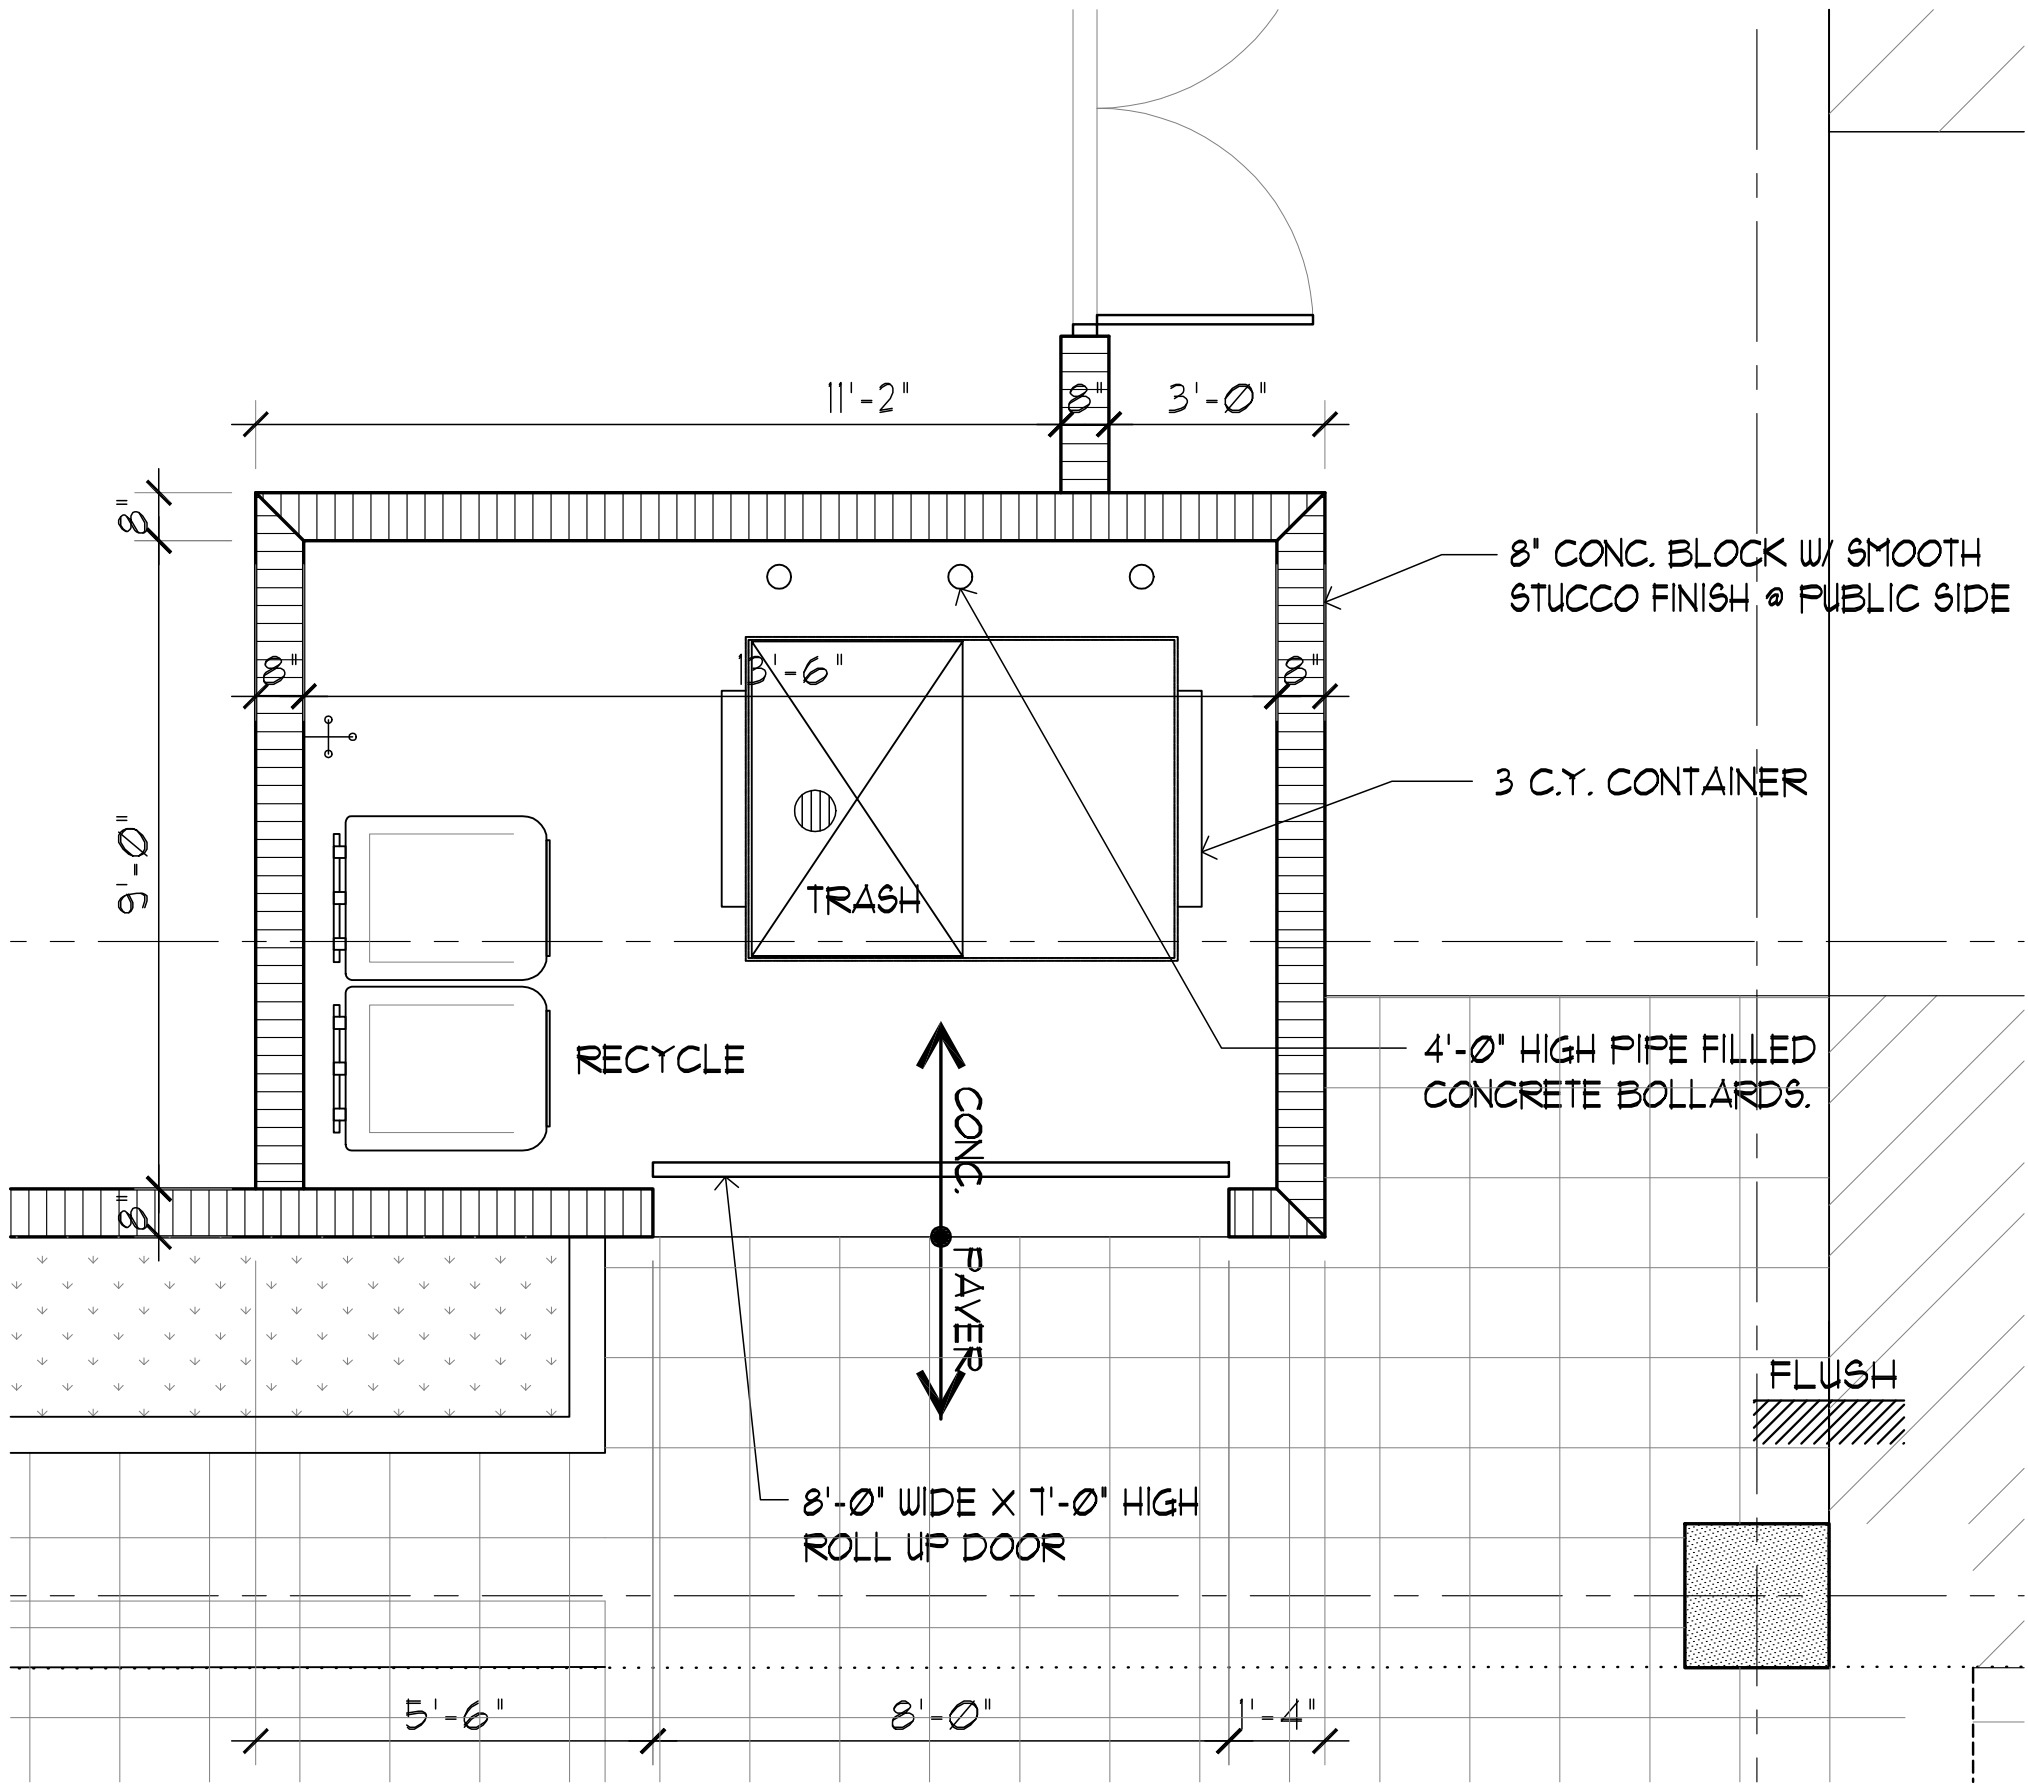 11'-2"
8"
3'-0"
8"
8" CONC. BLOCK W/ SMOOTH
STUCCO FINISH @ PUBLIC SIDE
8"
13'-6"
8"
3 C.Y. CONTAINER
9'-0"
TRASH
RECYCLE
4'-0" HIGH PIPE FILLED
CONCRETE BOLLARDS.
CONC.
8"
PAVER
FLUSH
8'-0" WIDE X 7'-0" HIGH
ROLL UP DOOR
5'-6"
8'-0"
1'-4"